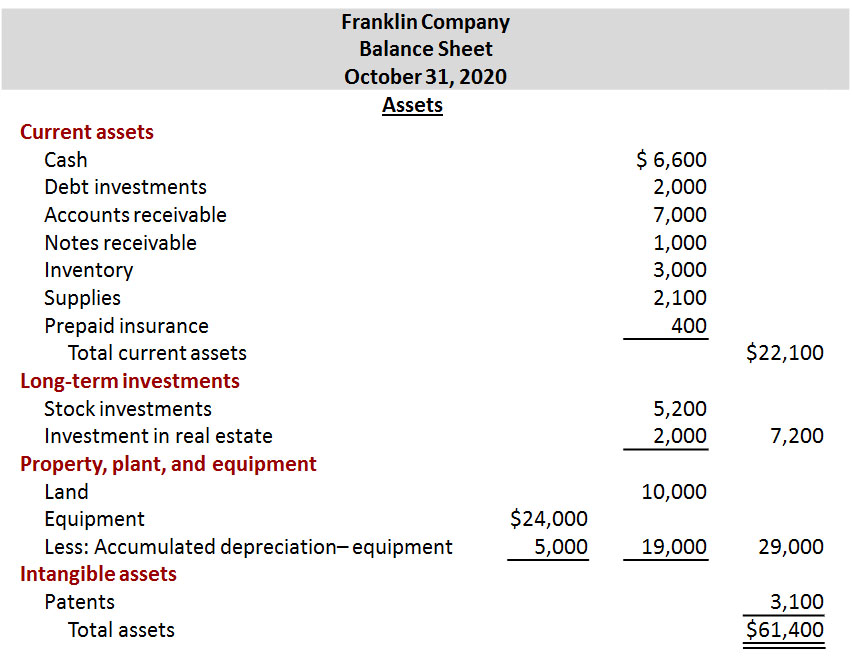 Franklin Company
Balance Sheet
October 31, 2020
Assets
Current assets
Cash $ 6,600
Debt investments 2,000
Accounts receivable 7,000
Notes receivable 1,000
Inventory 3,000
Supplies 2,100
Prepaid insurance 400
Total current assets $22,100
Long-term investments
Stock investments 5,200
Investment in real estate 2,000 7,200
Property, plant, and equipment
Land 10,000
Equipment $24,000
Less: Accumulated depreciation–equipment 5,000 19,000 29,000
Intangible assets
Patents 3,100
Total assets $61,400